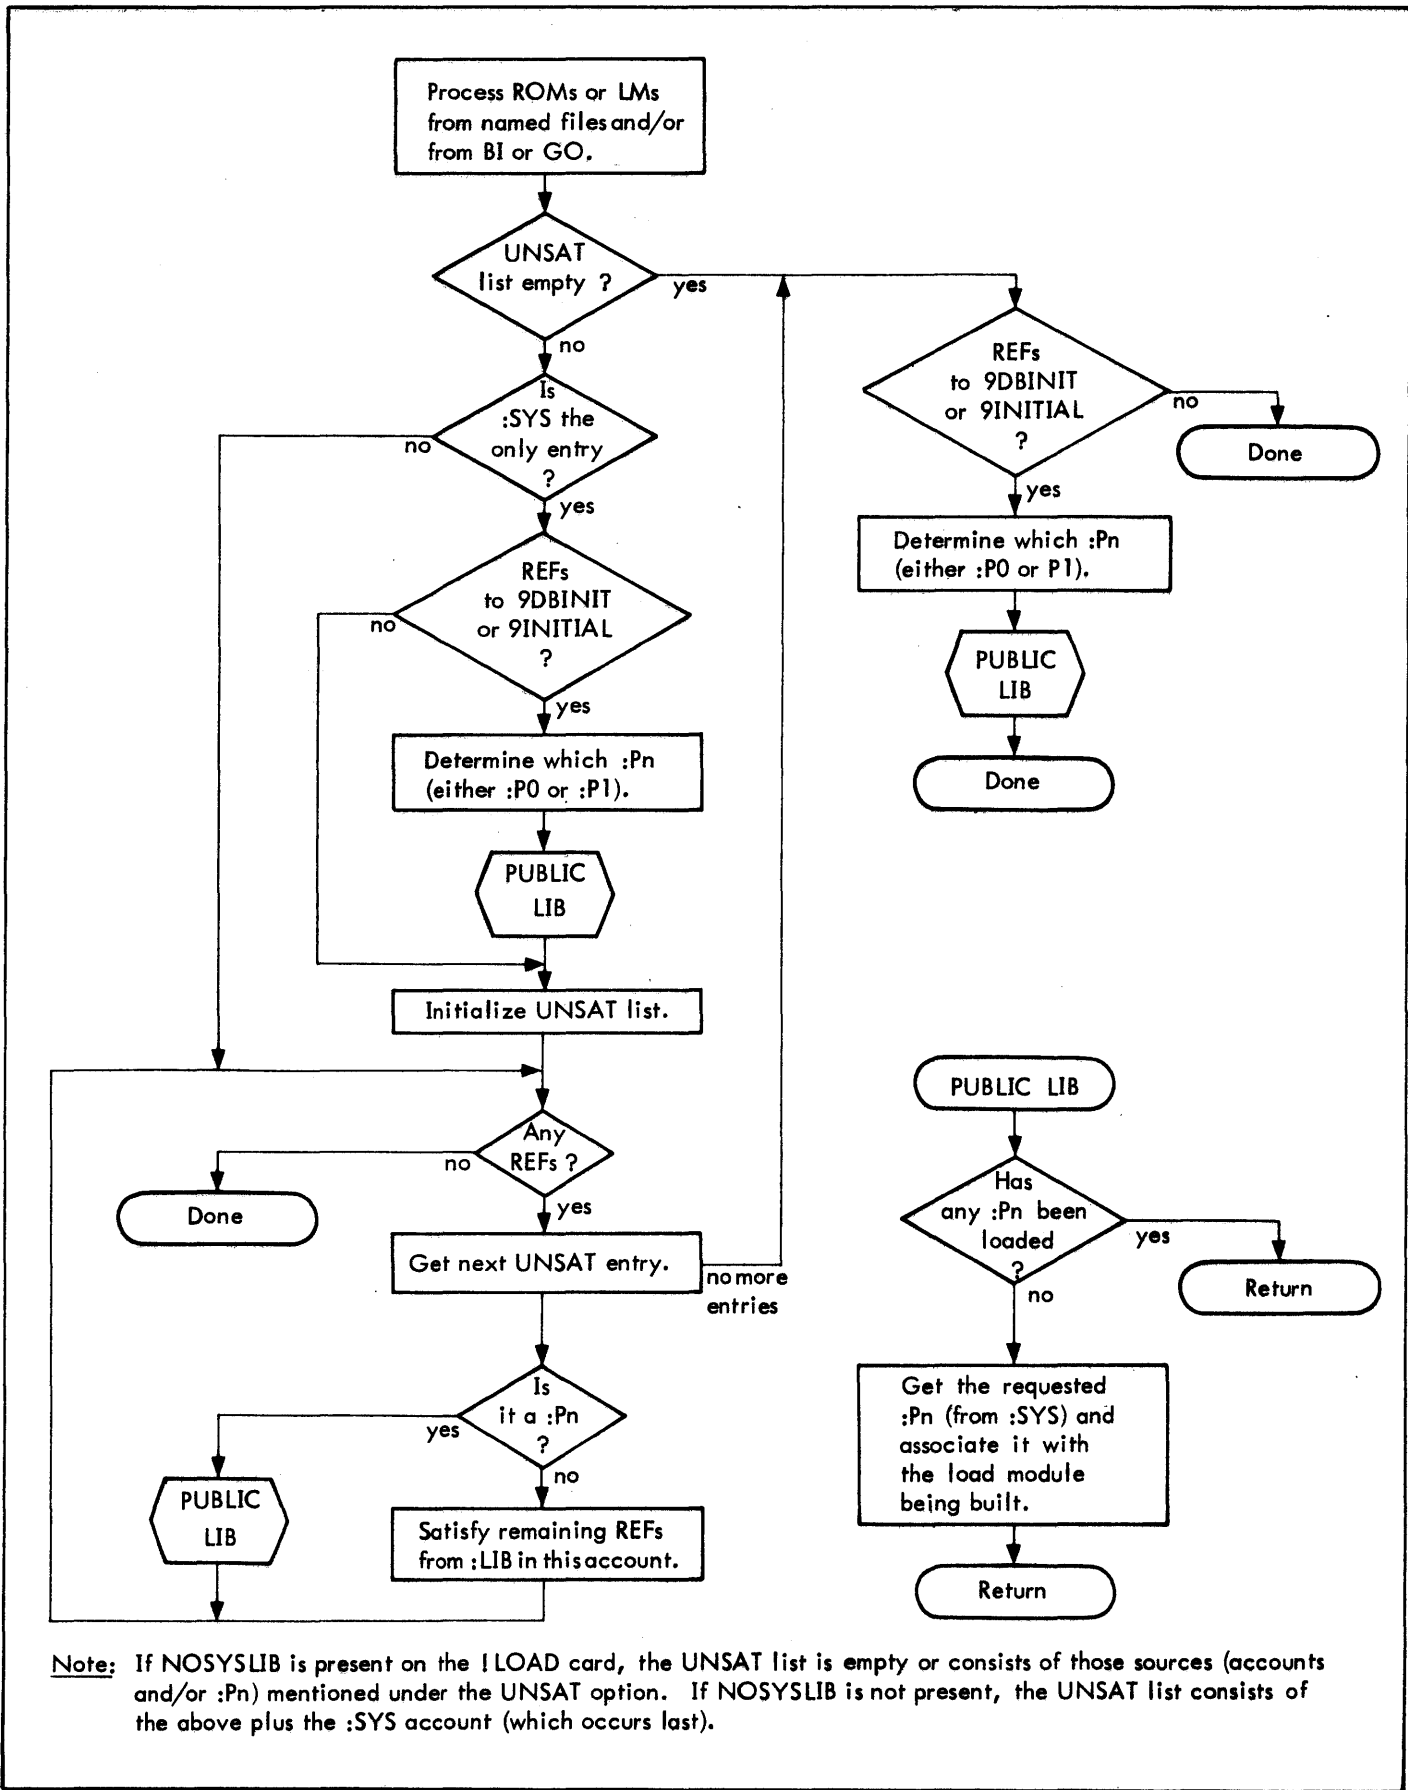 Process ROMs or LMs
from named files and/or
from BI or GO.
UNSAT
list empty ?
yes
no
Is
:SYS the
only entry
?
no
yes
REFs
to 9DBINIT
or 9INITIAL
?
no
yes
Determine which :Pn
(either :P0 or :P1).
PUBLIC
LIB
Initialize UNSAT list.
Any
REFs ?
no
yes
Done
Get next UNSAT entry.
no more
entries
Is
it a :Pn
?
yes
no
PUBLIC
LIB
Satisfy remaining REFs
from :LIB in this account.
REFs
to 9DBINIT
or 9INITIAL
?
no
Done
yes
Determine which :Pn
(either :P0 or P1).
PUBLIC
LIB
Done
PUBLIC LIB
Has
any :Pn been
loaded
?
yes
Return
no
Get the requested
:Pn (from :SYS) and
associate it with
the load module
being built.
Return
Note: If NOSYSLIB is present on the !LOAD card, the UNSAT list is empty or consists of those sources (accounts
and/or :Pn) mentioned under the UNSAT option. If NOSYSLIB is not present, the UNSAT list consists of
the above plus the :SYS account (which occurs last).